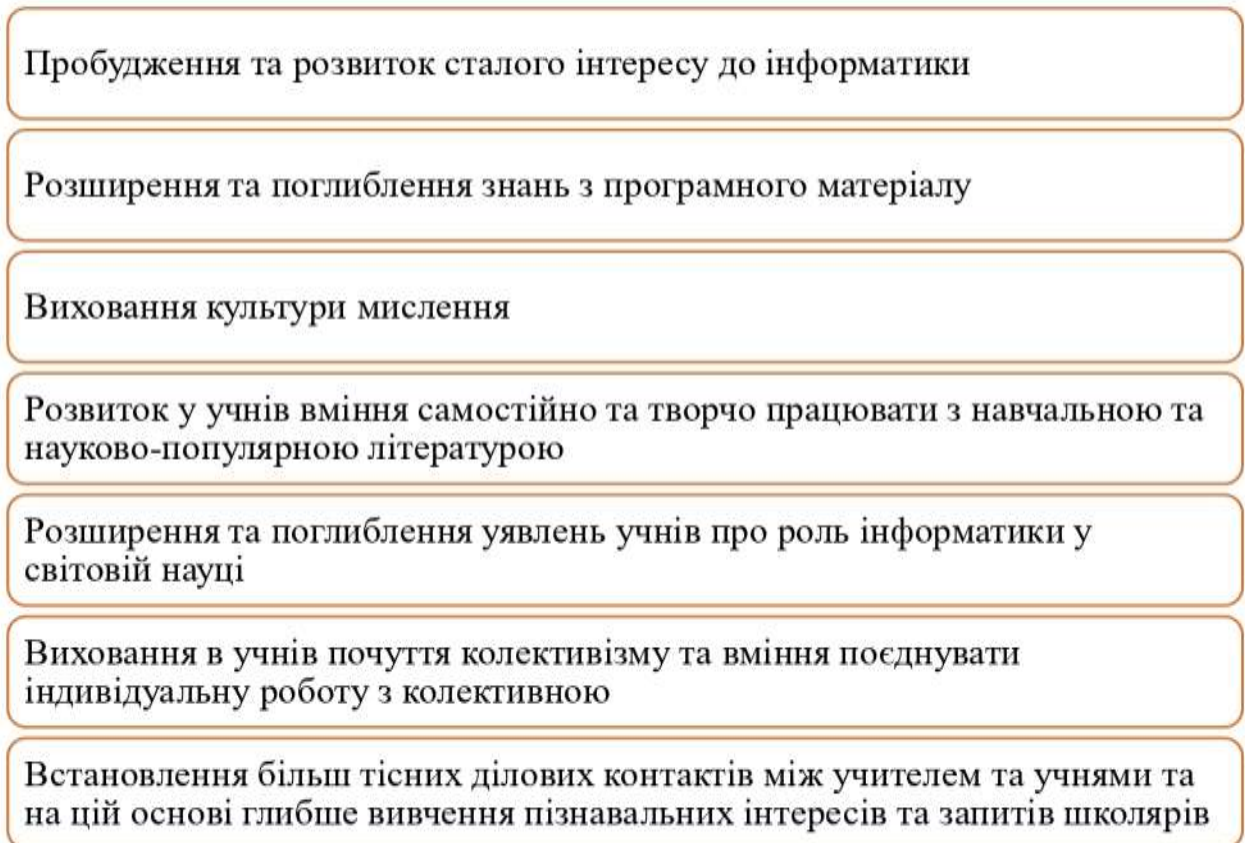 Пробудження та розвиток сталого інтересу до інформатики
Розширення та поглиблення знань з програмного матеріалу
Виховання культури мислення
Розвиток у учнів вміння самостійно та творчо працювати з навчальною та
науково-популярною літературою
Розширення та поглиблення уявлень учнів про роль інформатики у
світовій науці
Виховання в учнів почуття колективізму та вміння поєднувати
індивідуальну роботу з колективною
Встановлення більш тісних ділових контактів між учителем та учнями та
на цій основі глибше вивчення пізнавальних інтересів та запитів школярів